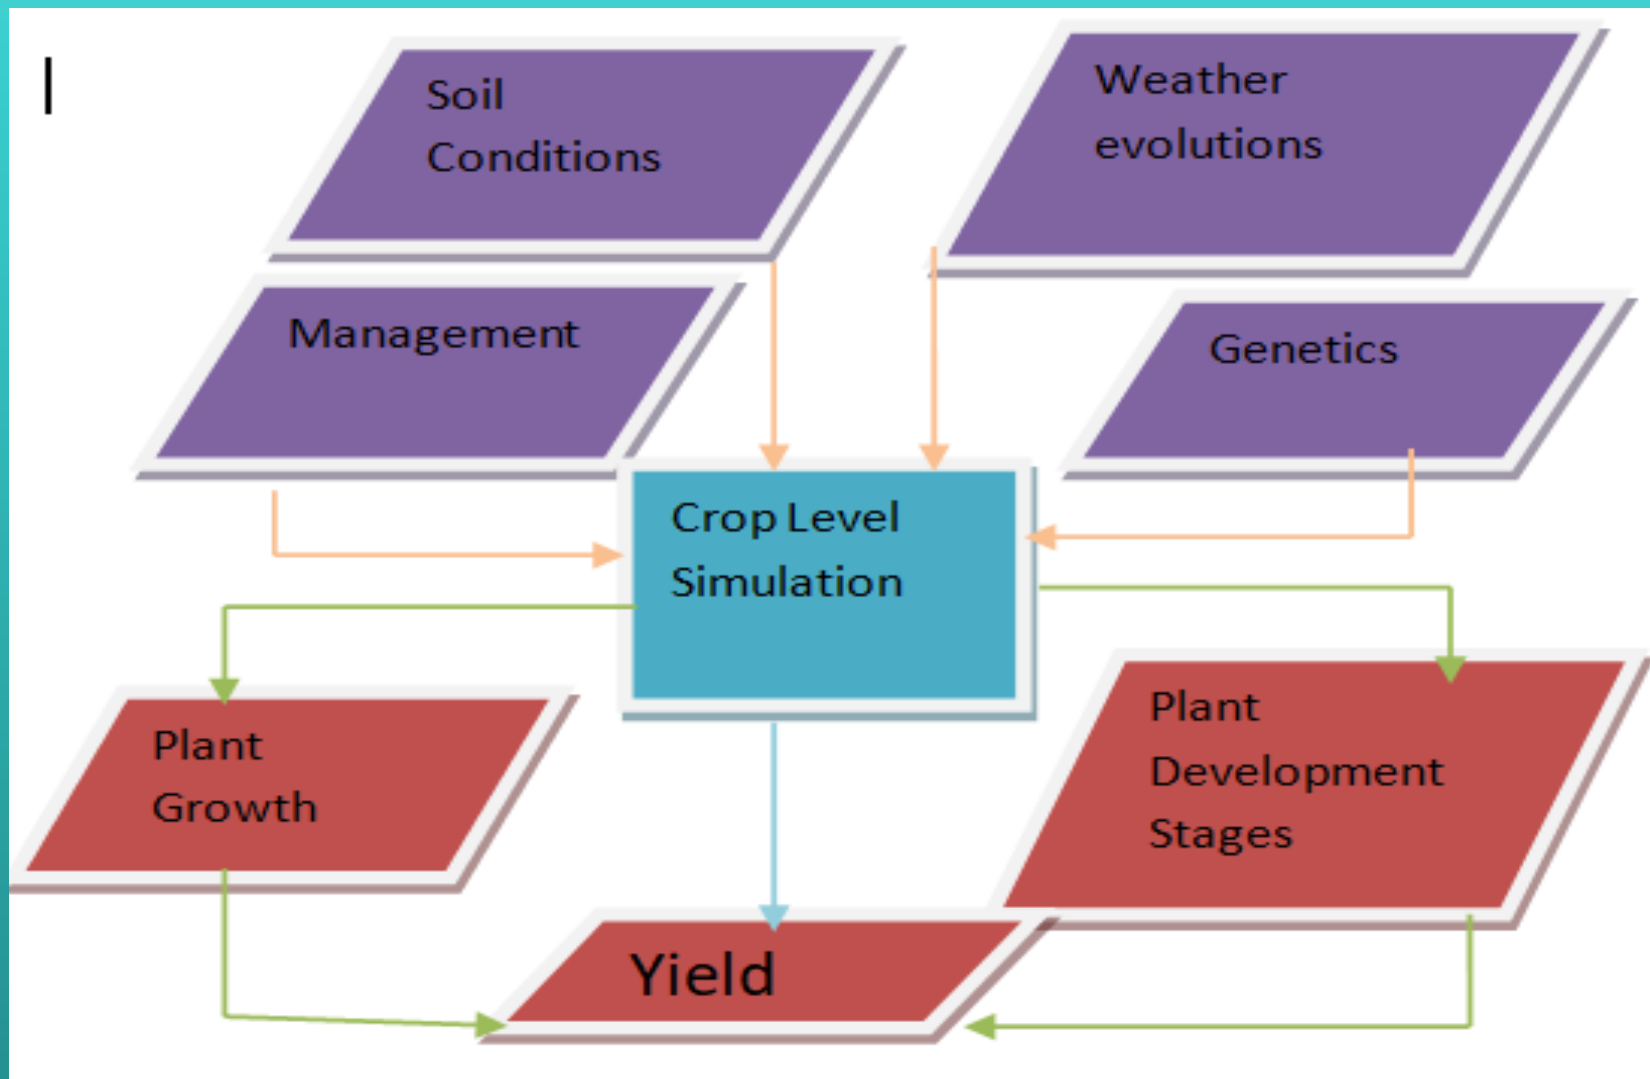 Soil
Conditions
Weather
evolutions
Management
Genetics
Crop Level
Simulation
Plant
Growth
Plant
Development
Stages
Yield